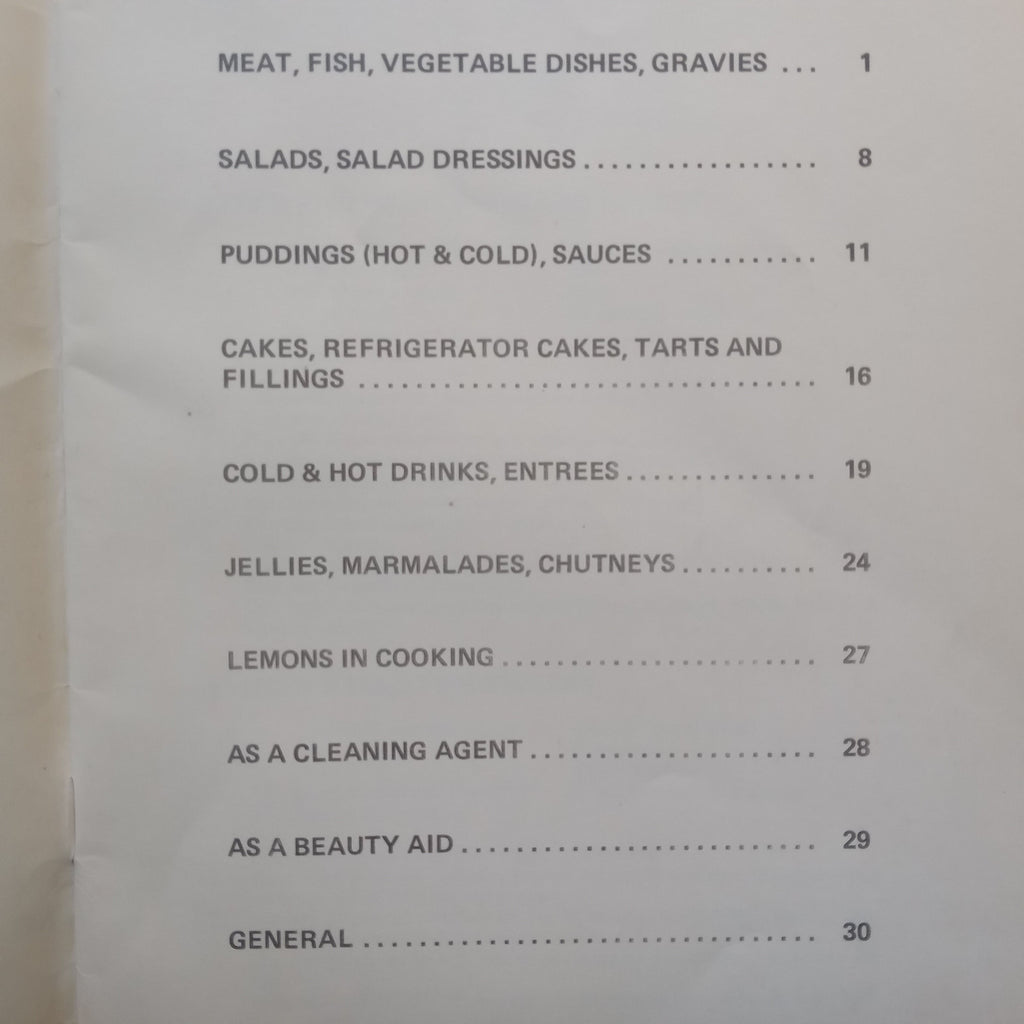 MEAT, FISH, VEGETABLE DISHES, GRAVIES ... 1
SALADS, SALAD DRESSINGS ................. 8
PUDDINGS (HOT & COLD), SAUCES ........... 11
CAKES, REFRIGERATOR CAKES, TARTS AND
FILLINGS ................................. 16
COLD & HOT DRINKS, ENTREES .............. 19
JELLIES, MARMALADES, CHUTNEYS .......... 24
LEMONS IN COOKING ....................... 27
AS A CLEANING AGENT ..................... 28
AS A BEAUTY AID .......................... 29
GENERAL ................................. 30